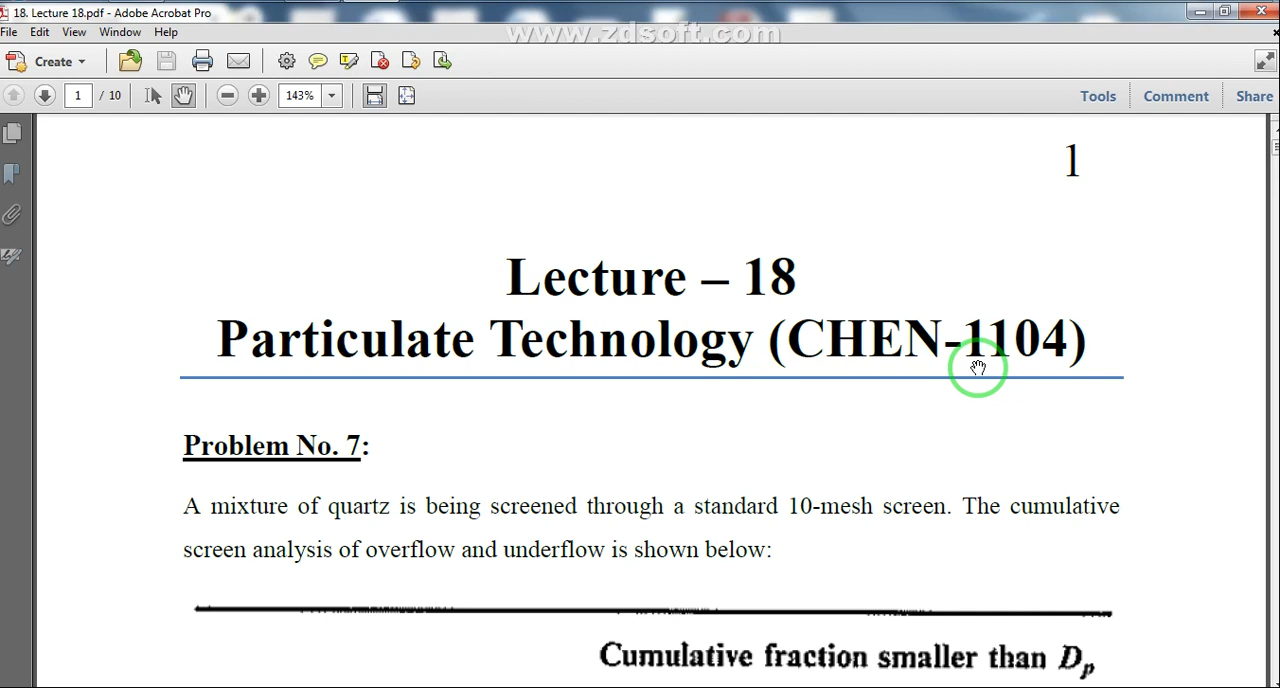 18. Lecture 18.pdf - Adobe Acrobat Pro
www.zdsoft.com
File Edit View Window Help
Create
1 / 10 143% Tools Comment Share
1
Lecture – 18
Particulate Technology (CHEN-1104)
Problem No. 7:
A mixture of quartz is being screened through a standard 10-mesh screen. The cumulative
screen analysis of overflow and underflow is shown below:
Cumulative fraction smaller than Dp